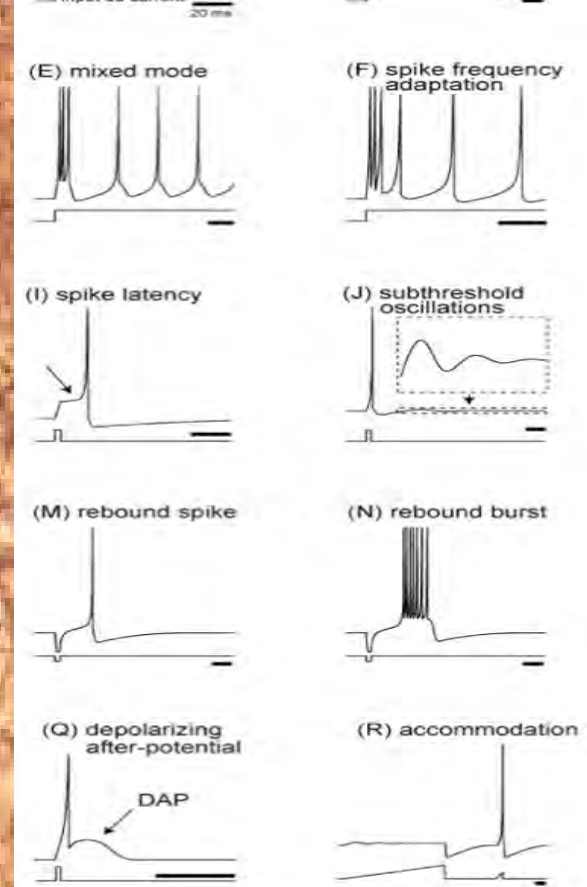 20 ms
(E) mixed mode
(F) spike frequency
adaptation
(I) spike latency
(J) subthreshold
oscillations
(M) rebound spike
(N) rebound burst
(Q) depolarizing
after-potential
DAP
(R) accommodation